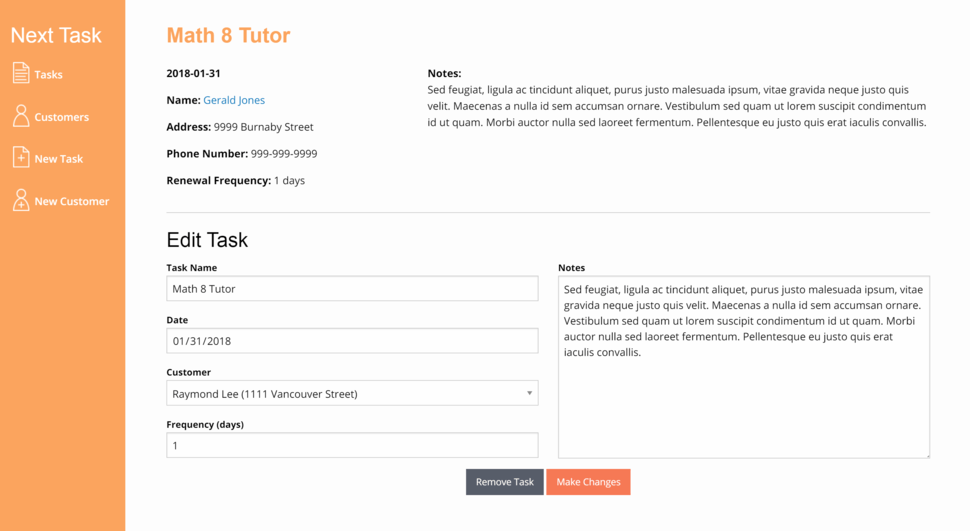 Next Task
Tasks
Customers
New Task
New Customer
Math 8 Tutor
2018-01-31
Name: Gerald Jones
Address: 9999 Burnaby Street
Phone Number: 999-999-9999
Renewal Frequency: 1 days
Notes:
Sed feugiat, ligula ac tincidunt aliquet, purus justo malesuada ipsum, vitae gravida neque justo quis
velit. Maecenas a nulla id sem accumsan ornare. Vestibulum sed quam ut lorem suscipit condimentum
id ut quam. Morbi auctor nulla sed laoreet fermentum. Pellentesque eu justo quis erat iaculis convallis.
Edit Task
Task Name
Math 8 Tutor
Date
01/31/2018
Customer
Raymond Lee (1111 Vancouver Street)
Frequency (days)
1
Notes
Sed feugiat, ligula ac tincidunt aliquet, purus justo malesuada ipsum, vitae
gravida neque justo quis velit. Maecenas a nulla id sem accumsan ornare.
Vestibulum sed quam ut lorem suscipit condimentum id ut quam. Morbi
auctor nulla sed laoreet fermentum. Pellentesque eu justo quis erat
iaculis convallis.
Remove Task
Make Changes